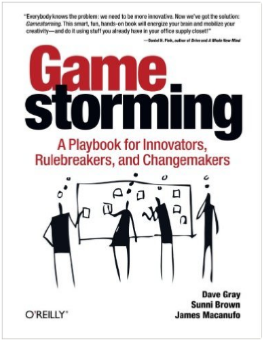 "Everybody knows the problem: we need to be more innovative. Now we've got the solution:
Gamestorming. This smart, fun, hands-on book will energize your brain and mobilize your
creativity—and do it using stuff you already have in your office supply closet!"
—Daniel H. Pink, author of Drive and A Whole New Mind
Game
storming
A Playbook for Innovators,
Rulebreakers, and Changemakers
Dave Gray
Sunni Brown
James Macanufo
O'REILLY®